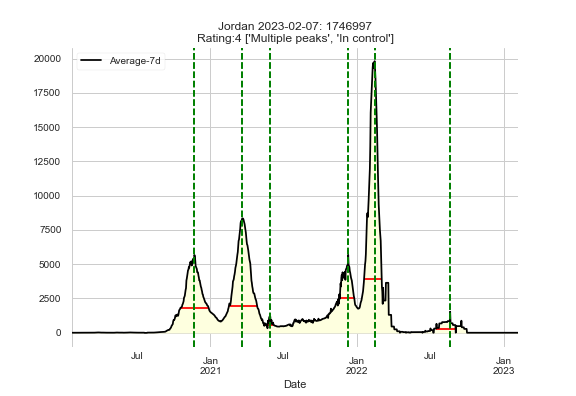 Jordan 2023-02-07: 1746997
Rating:4 ['Multiple peaks', 'In control']
Average-7d
20000
17500
15000
12500
10000
7500
5000
2500
0
Jul
Jan
2021
Jul
Jan
2022
Jul
Jan
2023
Date